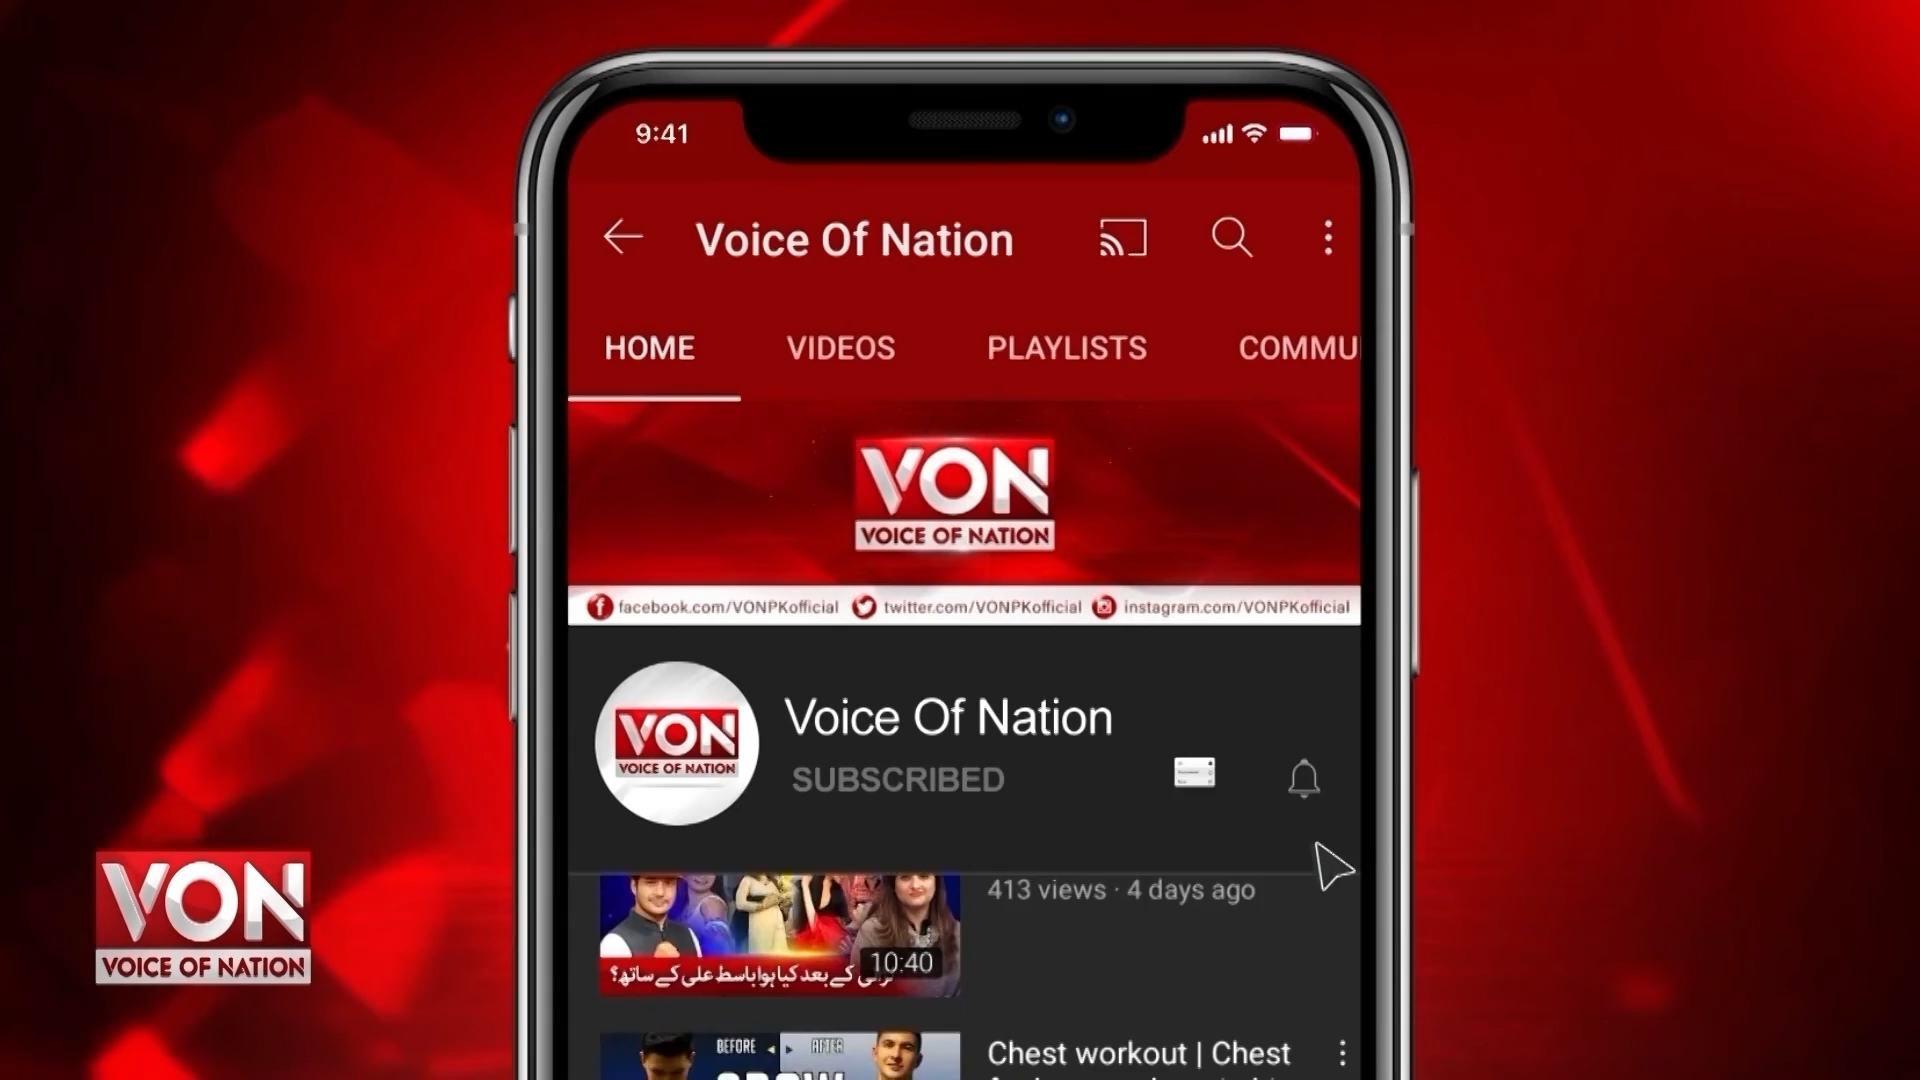 9:41
Voice Of Nation
HOME VIDEOS PLAYLISTS COMMU
VON
VOICE OF NATION
facebook.com/VONPKofficial twitter.com/VONPKofficial instagram.com/VONPKofficial
VON
VOICE OF NATION
Voice Of Nation
SUBSCRIBED
413 views · 4 days ago
10:40
کے بعد کیا ہوا باسط علی کے ساتھ؟
VON
VOICE OF NATION
BEFORE AFTER
Chest workout | Chest